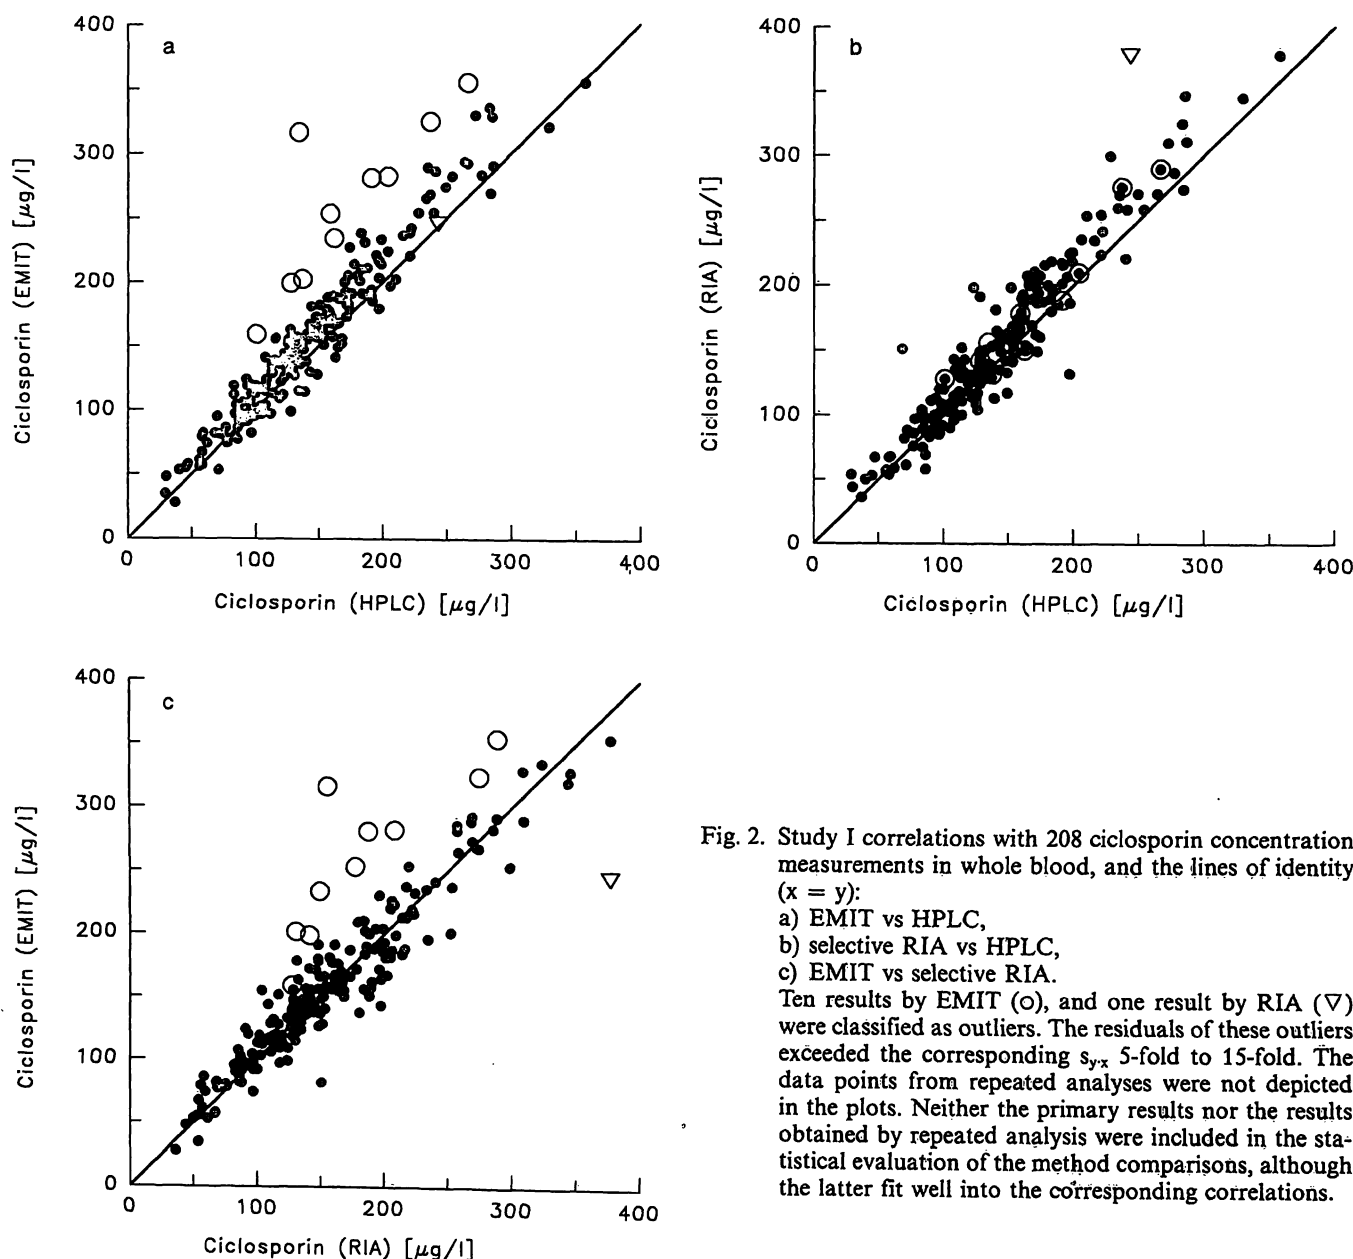 400
a
300
200
100
0
0 100 200 300 400
Ciclosporin (EMIT) [μg/l]
Ciclosporin (HPLC) [μg/l]
400
b
300
200
100
0
0 100 200 300 400
Ciclosporin (RIA) [μg/l]
Ciclosporin (HPLC) [μg/l]
400
c
300
200
100
0
0 100 200 300 400
Ciclosporin (EMIT) [μg/l]
Ciclosporin (RIA) [μg/l]
Fig. 2. Study I correlations with 208 ciclosporin concentration
measurements in whole blood, and the lines of identity
(x = y):
a) EMIT vs HPLC,
b) selective RIA vs HPLC,
c) EMIT vs selective RIA.
Ten results by EMIT (○), and one result by RIA (▽)
were classified as outliers. The residuals of these outliers
exceeded the corresponding s_y·x 5-fold to 15-fold. The
data points from repeated analyses were not depicted
in the plots. Neither the primary results nor the results
obtained by repeated analysis were included in the sta-
tistical evaluation of the method comparisons, although
the latter fit well into the corresponding correlations.